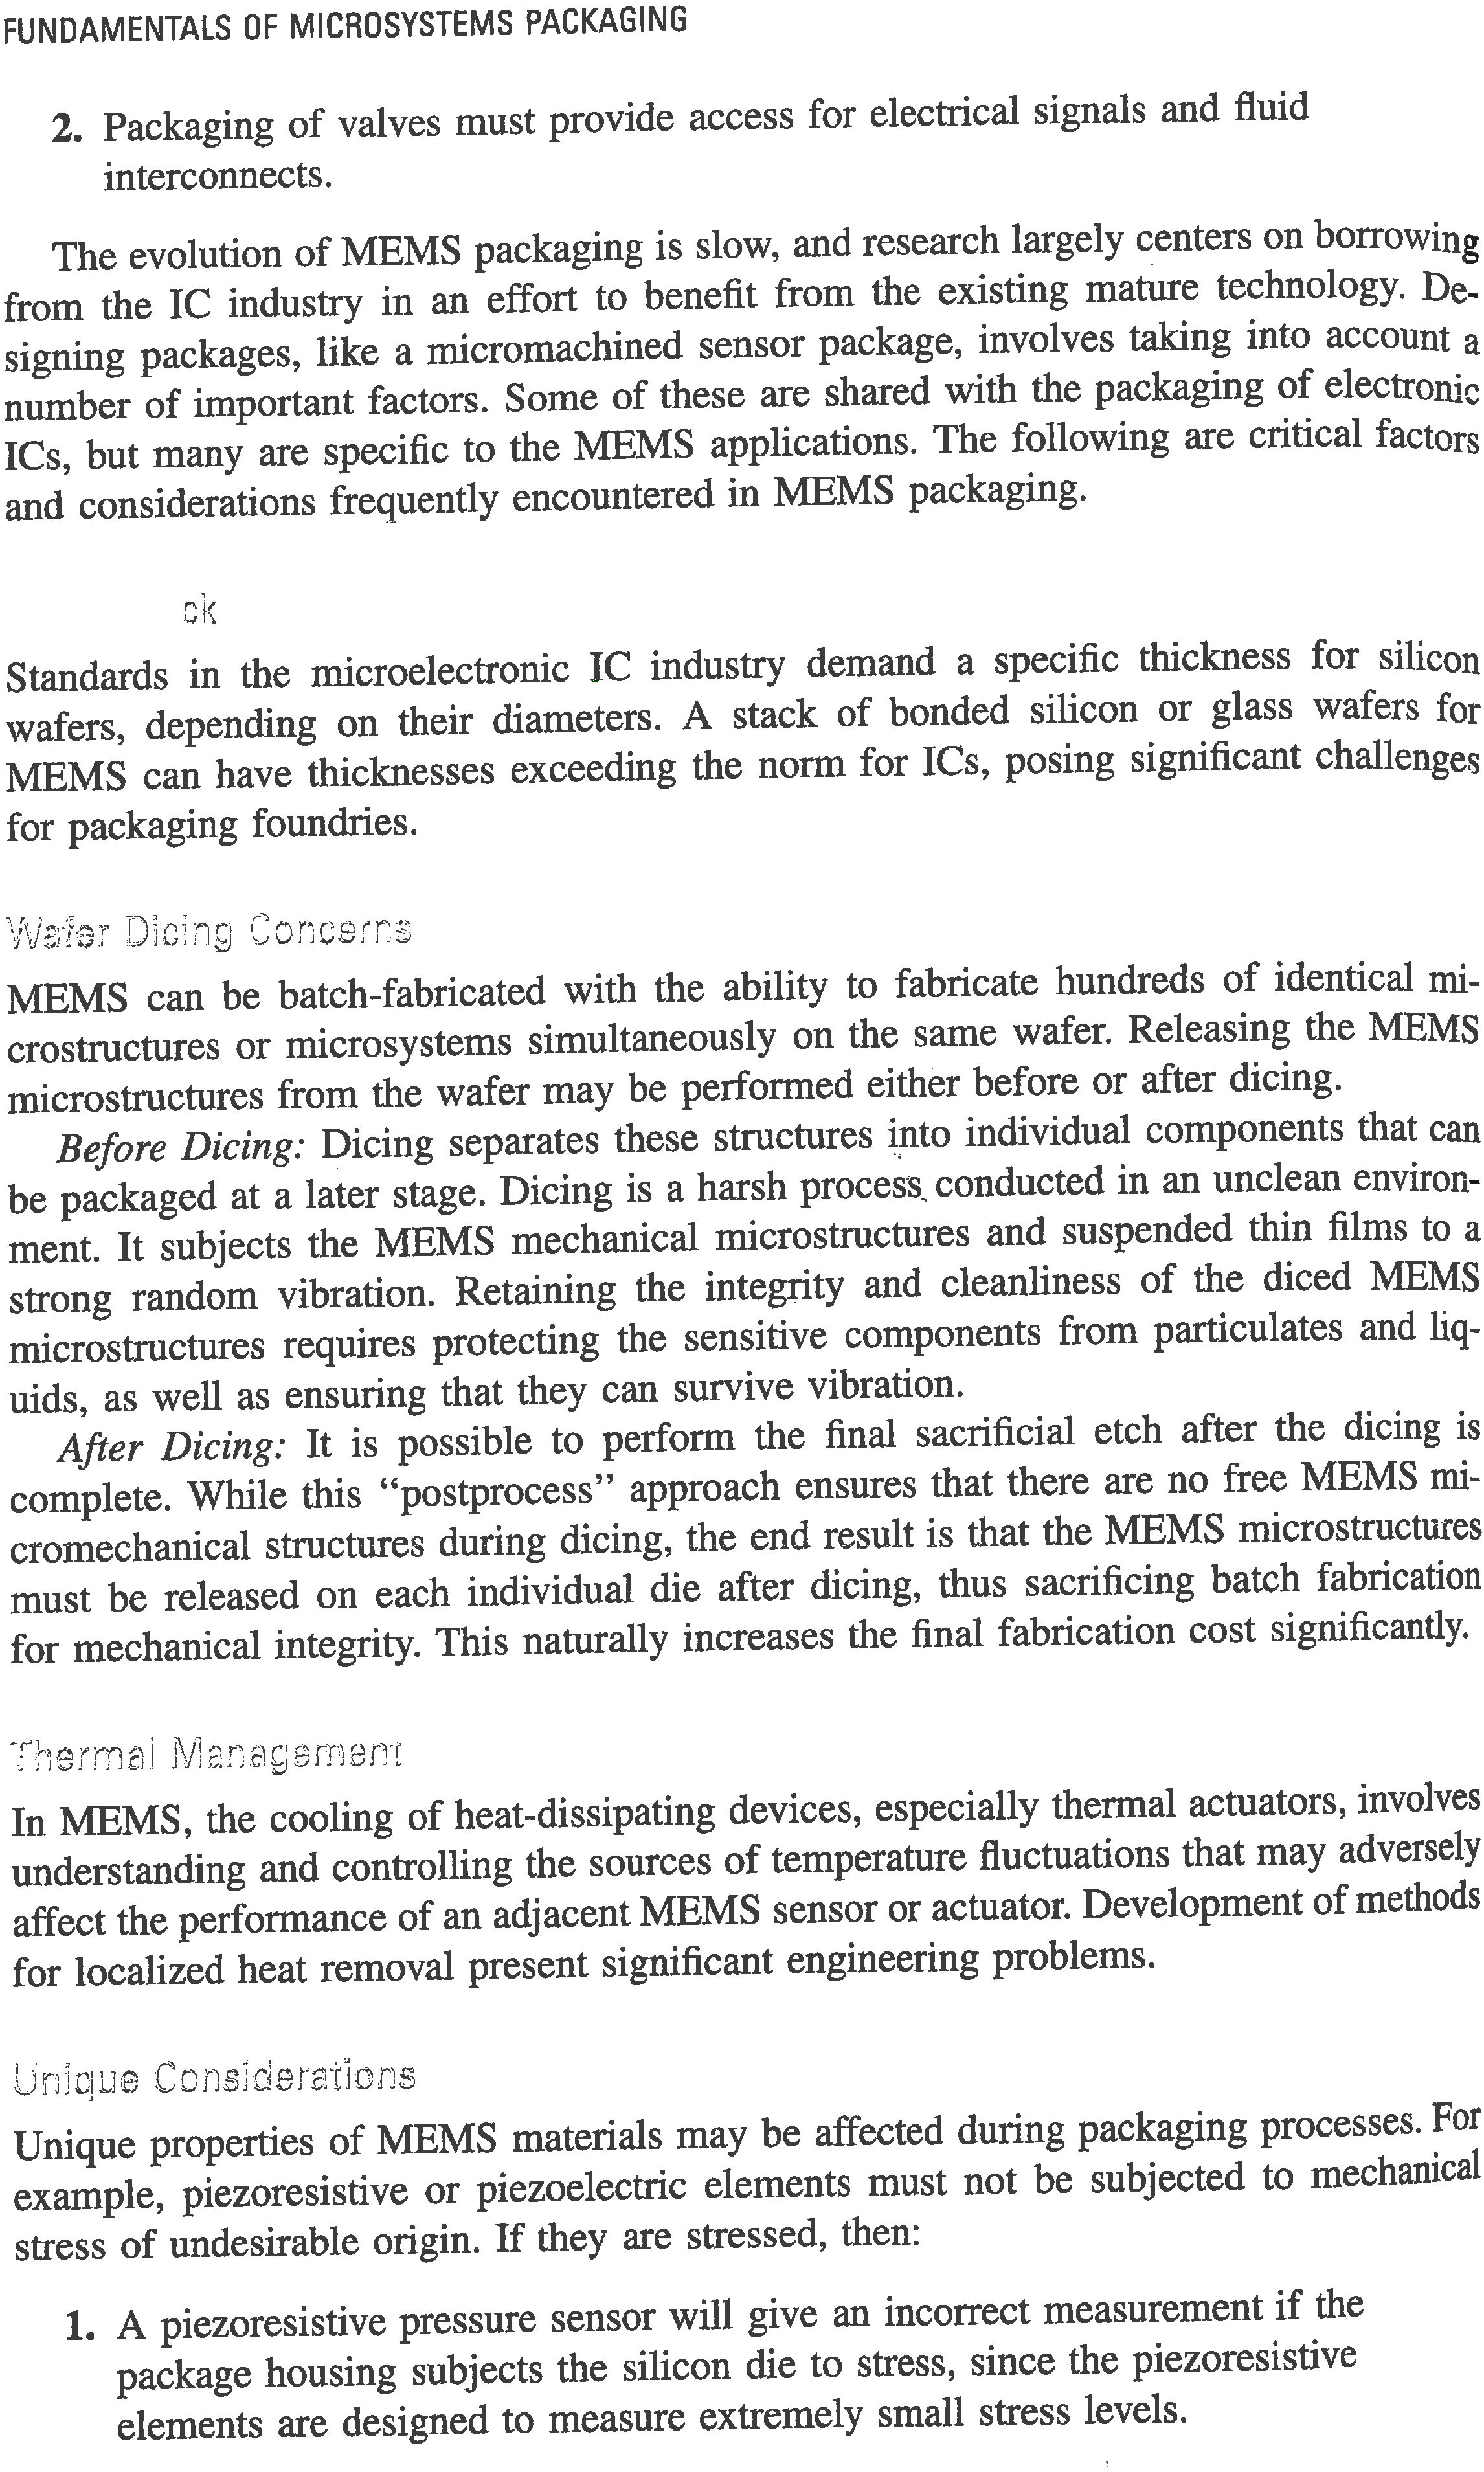 FUNDAMENTALS OF MICROSYSTEMS PACKAGING
2. Packaging of valves must provide access for electrical signals and fluid
interconnects.
The evolution of MEMS packaging is slow, and research largely centers on borrowing
from the IC industry in an effort to benefit from the existing mature technology. De-
signing packages, like a micromachined sensor package, involves taking into account a
number of important factors. Some of these are shared with the packaging of electronic
ICs, but many are specific to the MEMS applications. The following are critical factors
and considerations frequently encountered in MEMS packaging.
ck
Standards in the microelectronic IC industry demand a specific thickness for silicon
wafers, depending on their diameters. A stack of bonded silicon or glass wafers for
MEMS can have thicknesses exceeding the norm for ICs, posing significant challenges
for packaging foundries.
Wafer Dicing Concerns
MEMS can be batch-fabricated with the ability to fabricate hundreds of identical mi-
crostructures or microsystems simultaneously on the same wafer. Releasing the MEMS
microstructures from the wafer may be performed either before or after dicing.
Before Dicing: Dicing separates these structures into individual components that can
be packaged at a later stage. Dicing is a harsh process conducted in an unclean environ-
ment. It subjects the MEMS mechanical microstructures and suspended thin films to a
strong random vibration. Retaining the integrity and cleanliness of the diced MEMS
microstructures requires protecting the sensitive components from particulates and liq-
uids, as well as ensuring that they can survive vibration.
After Dicing: It is possible to perform the final sacrificial etch after the dicing is
complete. While this “postprocess” approach ensures that there are no free MEMS mi-
cromechanical structures during dicing, the end result is that the MEMS microstructures
must be released on each individual die after dicing, thus sacrificing batch fabrication
for mechanical integrity. This naturally increases the final fabrication cost significantly.
Thermal Management
In MEMS, the cooling of heat-dissipating devices, especially thermal actuators, involves
understanding and controlling the sources of temperature fluctuations that may adversely
affect the performance of an adjacent MEMS sensor or actuator. Development of methods
for localized heat removal present significant engineering problems.
Unique Considerations
Unique properties of MEMS materials may be affected during packaging processes. For
example, piezoresistive or piezoelectric elements must not be subjected to mechanical
stress of undesirable origin. If they are stressed, then:
1. A piezoresistive pressure sensor will give an incorrect measurement if the
package housing subjects the silicon die to stress, since the piezoresistive
elements are designed to measure extremely small stress levels.